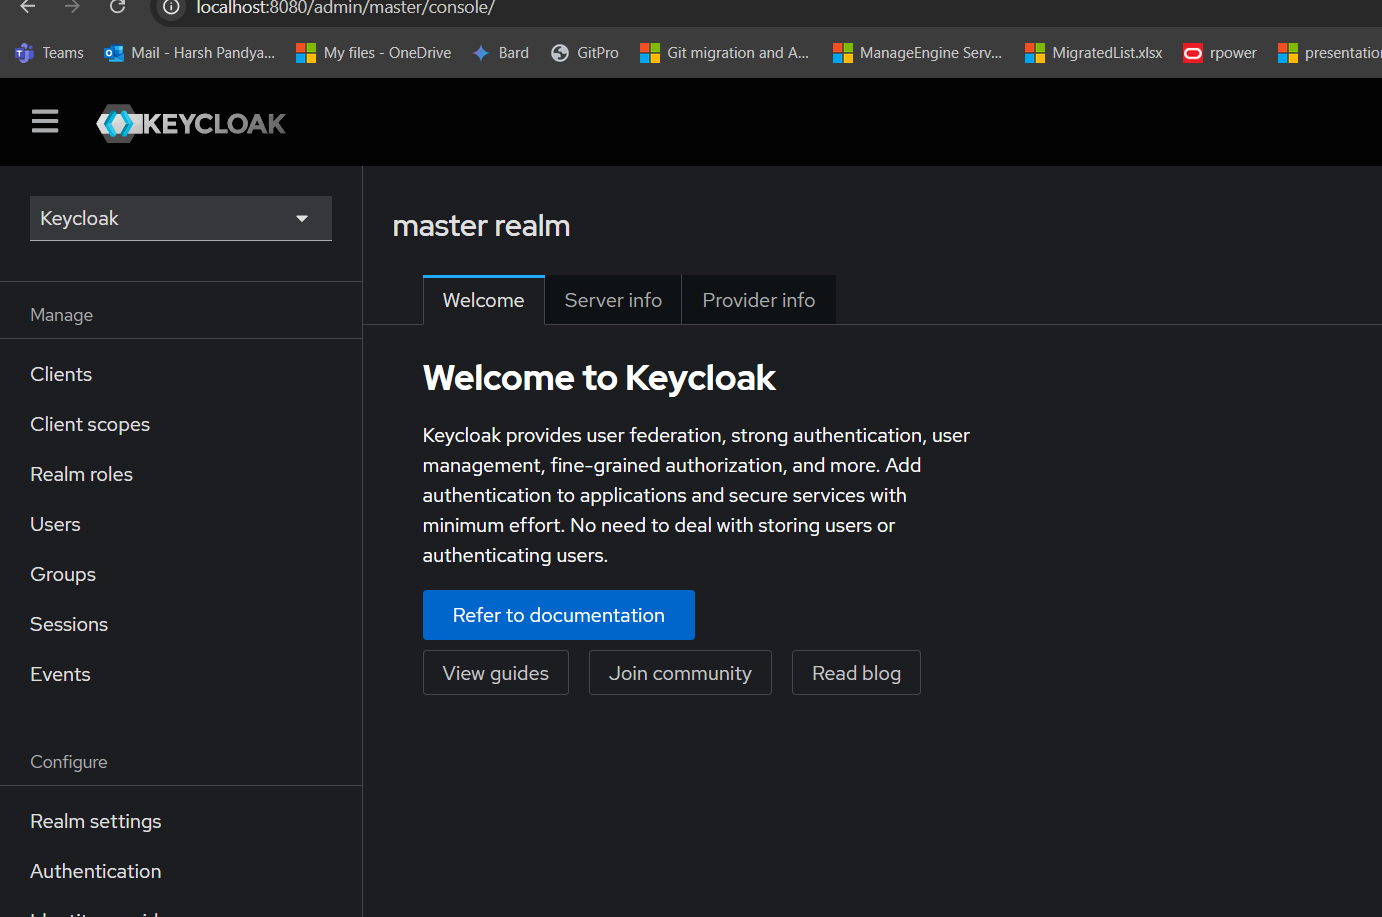 localhost:8080/admin/master/console/
Teams Mail - Harsh Pandya... My files - OneDrive Bard GitPro Git migration and A... ManageEngine Serv... MigratedList.xlsx rpower presentation
KEYCLOAK
Keycloak
Manage
Clients
Client scopes
Realm roles
Users
Groups
Sessions
Events
Configure
Realm settings
Authentication
master realm
Welcome Server info Provider info
Welcome to Keycloak
Keycloak provides user federation, strong authentication, user
management, fine-grained authorization, and more. Add
authentication to applications and secure services with
minimum effort. No need to deal with storing users or
authenticating users.
Refer to documentation
View guides Join community Read blog